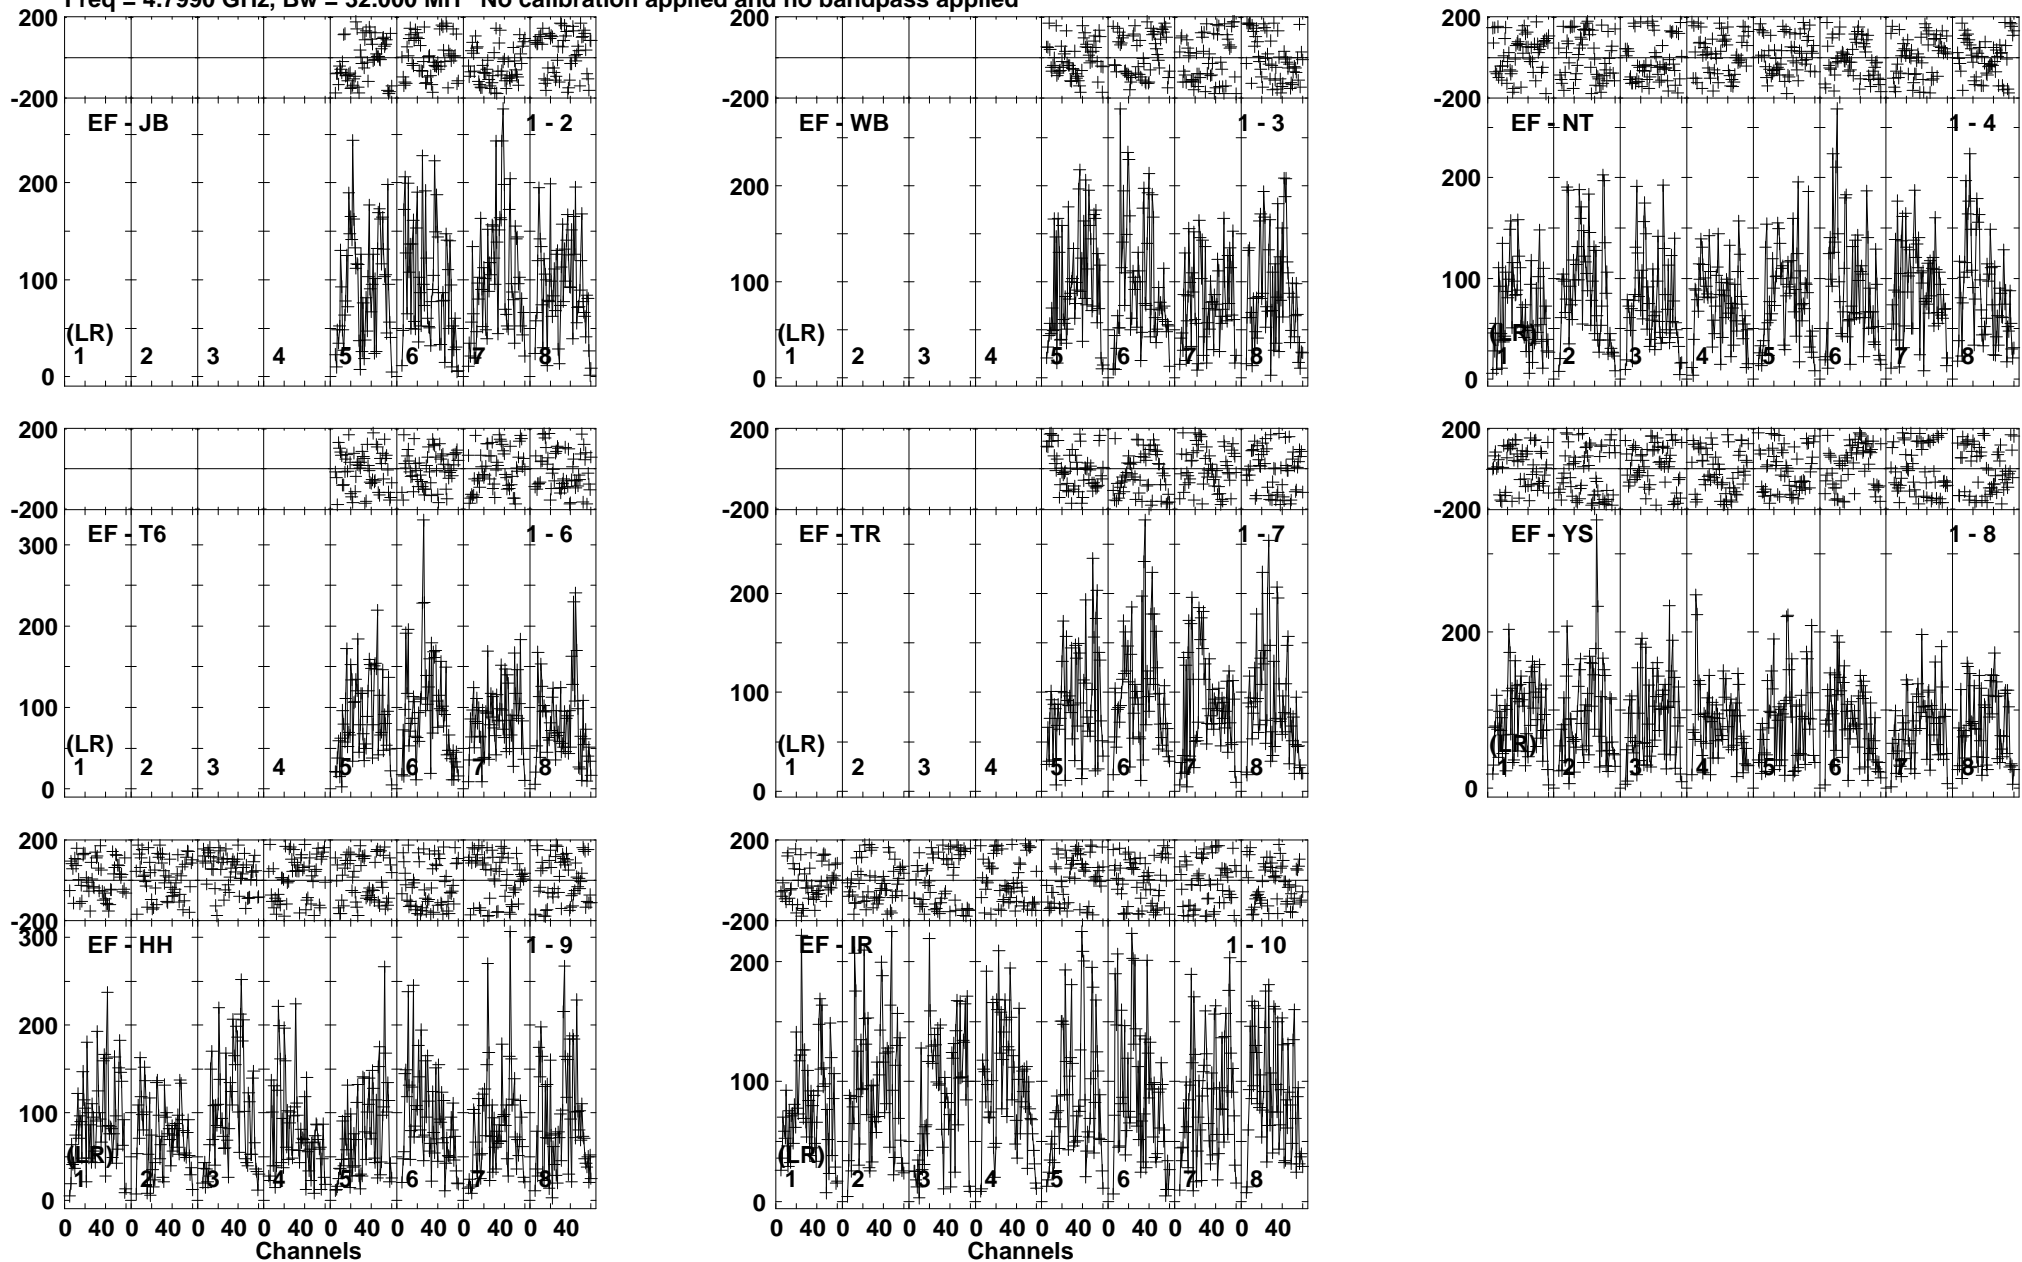 Freq = 4.7990 GHz, Bw = 32.000 MH No calibration applied and no bandpass applied
200
-200
EF - JB
1 - 2
200
100
0
(LR)
1 2 3 4 5 6 7 8
200
-200
EF - WB
1 - 3
200
100
0
(LR)
1 2 3 4 5 6 7 8
200
-200
EF - NT
1 - 4
200
100
0
(LR)
1 2 3 4 5 6 7 8
200
-200
EF - T6
1 - 6
300
200
100
0
(LR)
1 2 3 4 5 6 7 8
200
-200
EF - TR
1 - 7
200
100
0
(LR)
1 2 3 4 5 6 7 8
200
-200
EF - YS
1 - 8
200
0
(LR)
1 2 3 4 5 6 7 8
200
-200
EF - HH
1 - 9
300
200
100
0
(LR)
1 2 3 4 5 6 7 8
0 40 0 40 0 40 0 40 0 40 0 40 0 40 0 40
Channels
200
-200
EF - IR
1 - 10
200
100
0
(LR)
1 2 3 4 5 6 7 8
0 40 0 40 0 40 0 40 0 40 0 40 0 40 0 40
Channels